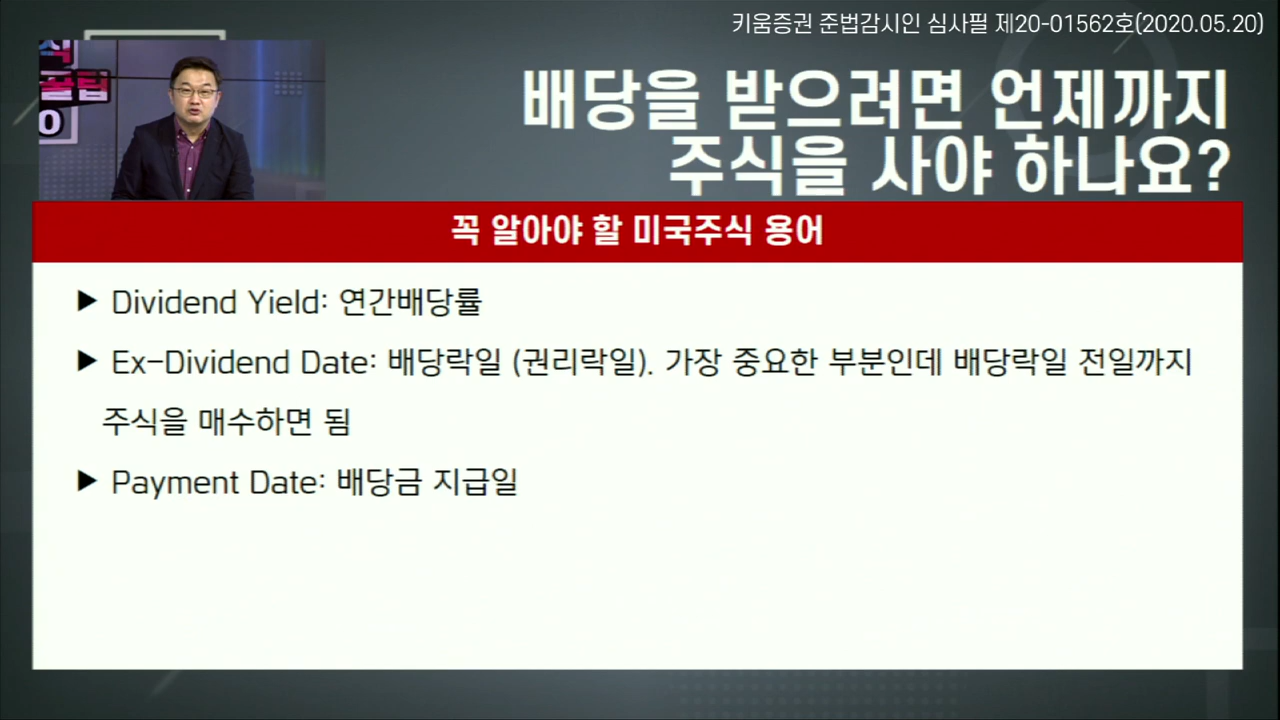 키움증권 준법감시인 심사필 제20-01562호(2020.05.20)
식
꿀팁
0
배당을 받으려면 언제까지
주식을 사야 하나요?
꼭 알아야 할 미국주식 용어
▶ Dividend Yield: 연간배당률
▶ Ex-Dividend Date: 배당락일 (권리락일). 가장 중요한 부분인데 배당락일 전일까지
주식을 매수하면 됨
▶ Payment Date: 배당금 지급일